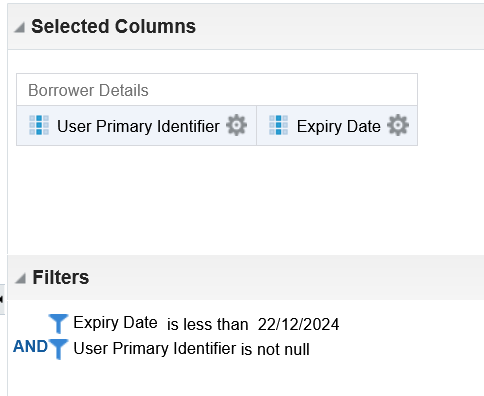 Selected Columns
Borrower Details
User Primary Identifier Expiry Date
Filters
Expiry Date is less than 22/12/2024
AND User Primary Identifier is not null